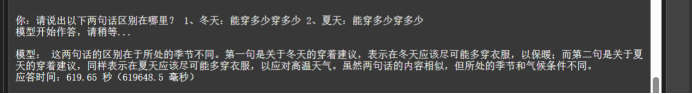 你：请说出以下两句话区别在哪里？ 1、冬天：能穿多少穿多少 2、夏天：能穿多少穿多少
模型开始作答，请稍等...
模型： 这两句话的区别在于所处的季节不同。第一句是关于冬天的穿着建议，表示在冬天应该尽可能多穿衣服，以保暖；而第二句是关于夏
天的穿着建议，同样表示在夏天应该尽可能多穿衣服，以应对高温天气。虽然两句话的内容相似，但所处的季节和气候条件不同。
应答时间：619.65 秒（619648.5 毫秒）